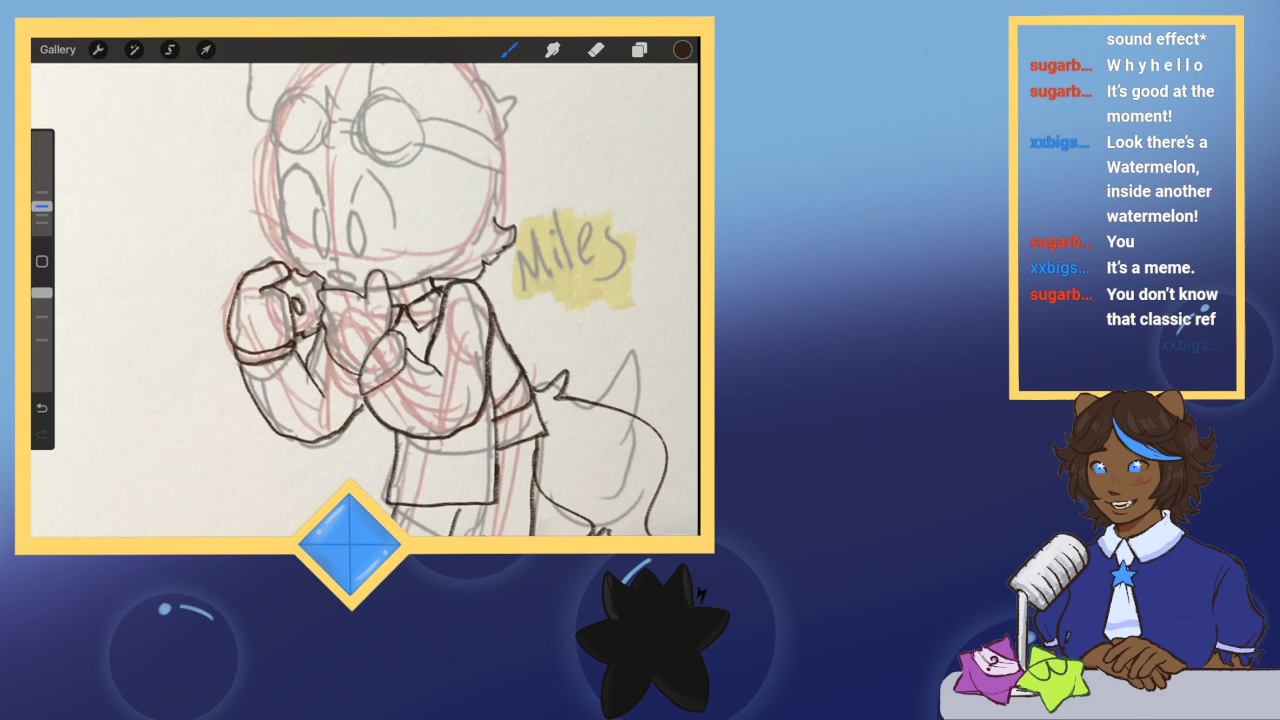 Gallery
Miles
sound effect*
sugarb... W h y h e l l o
sugarb... It's good at the
moment!
xxbigs... Look there's a
Watermelon,
inside another
watermelon!
sugarb... You
xxbigs... It's a meme.
sugarb... You don't know
that classic ref
xxbigs...